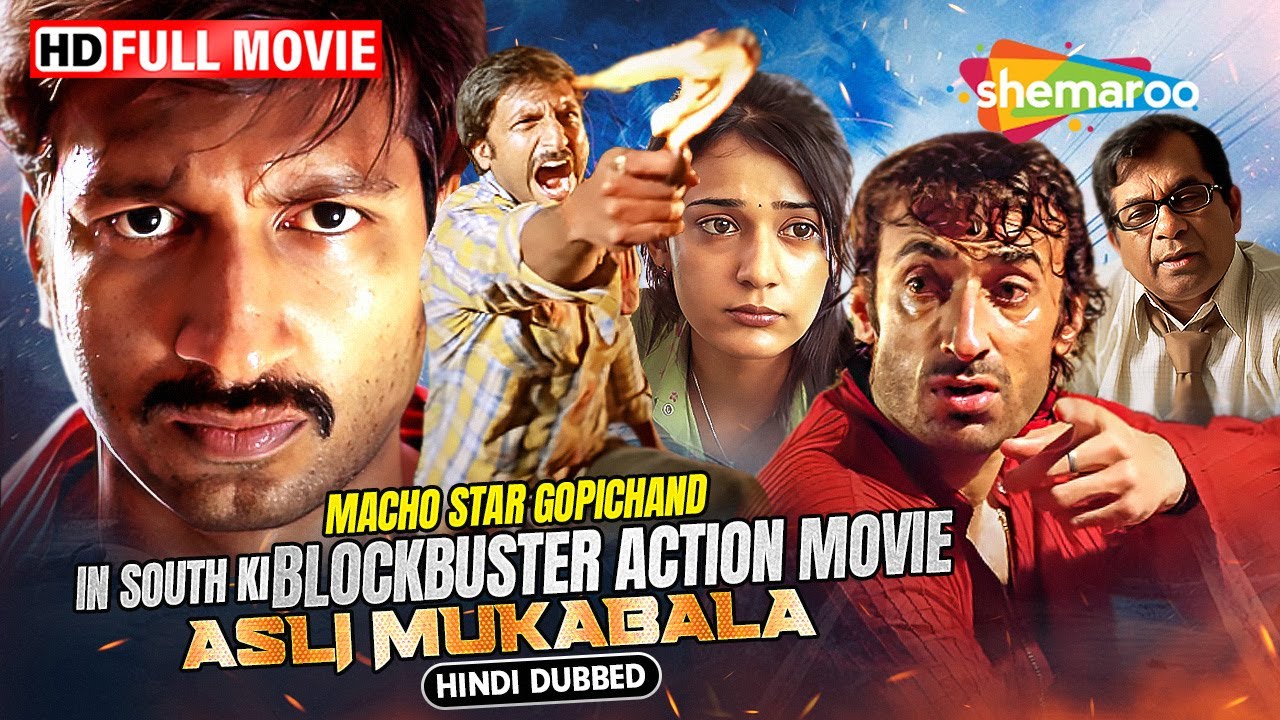 HD FULL MOVIE
shemaroo
MACHO STAR GOPICHAND
IN SOUTH KI BLOCKBUSTER ACTION MOVIE
ASLI MUKABALA
HINDI DUBBED